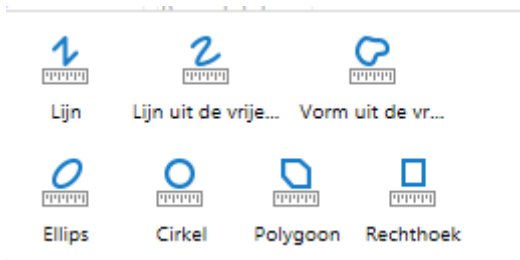 Lijn Lijn uit de vrije... Vorm uit de vr...
Ellips Cirkel Polygoon Rechthoek